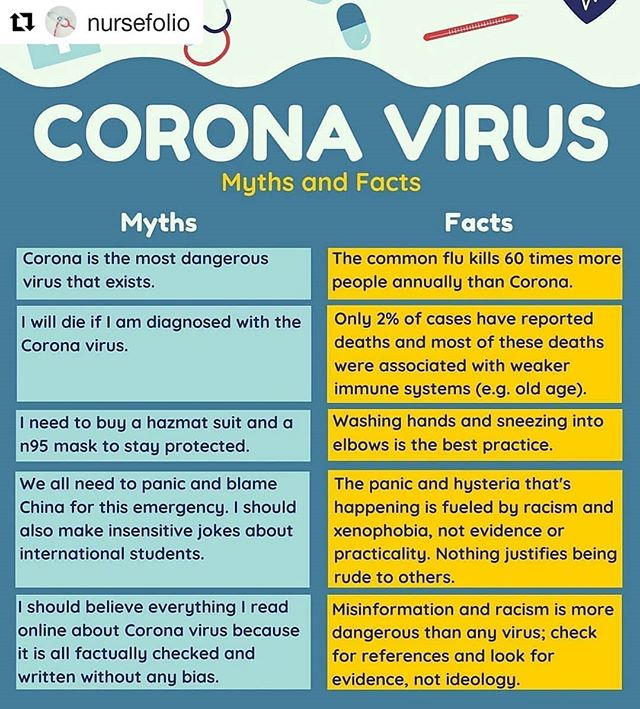 nursefolio
CORONA VIRUS
Myths and Facts
Myths
Facts
Corona is the most dangerous
virus that exists.
The common flu kills 60 times more
people annually than Corona.
I will die if I am diagnosed with the
Corona virus.
Only 2% of cases have reported
deaths and most of these deaths
were associated with weaker
immune systems (e.g. old age).
I need to buy a hazmat suit and a
n95 mask to stay protected.
Washing hands and sneezing into
elbows is the best practice.
We all need to panic and blame
China for this emergency. I should
also make insensitive jokes about
international students.
The panic and hysteria that's
happening is fueled by racism and
xenophobia, not evidence or
practicality. Nothing justifies being
rude to others.
I should believe everything I read
online about Corona virus because
it is all factually checked and
written without any bias.
Misinformation and racism is more
dangerous than any virus; check
for references and look for
evidence, not ideology.